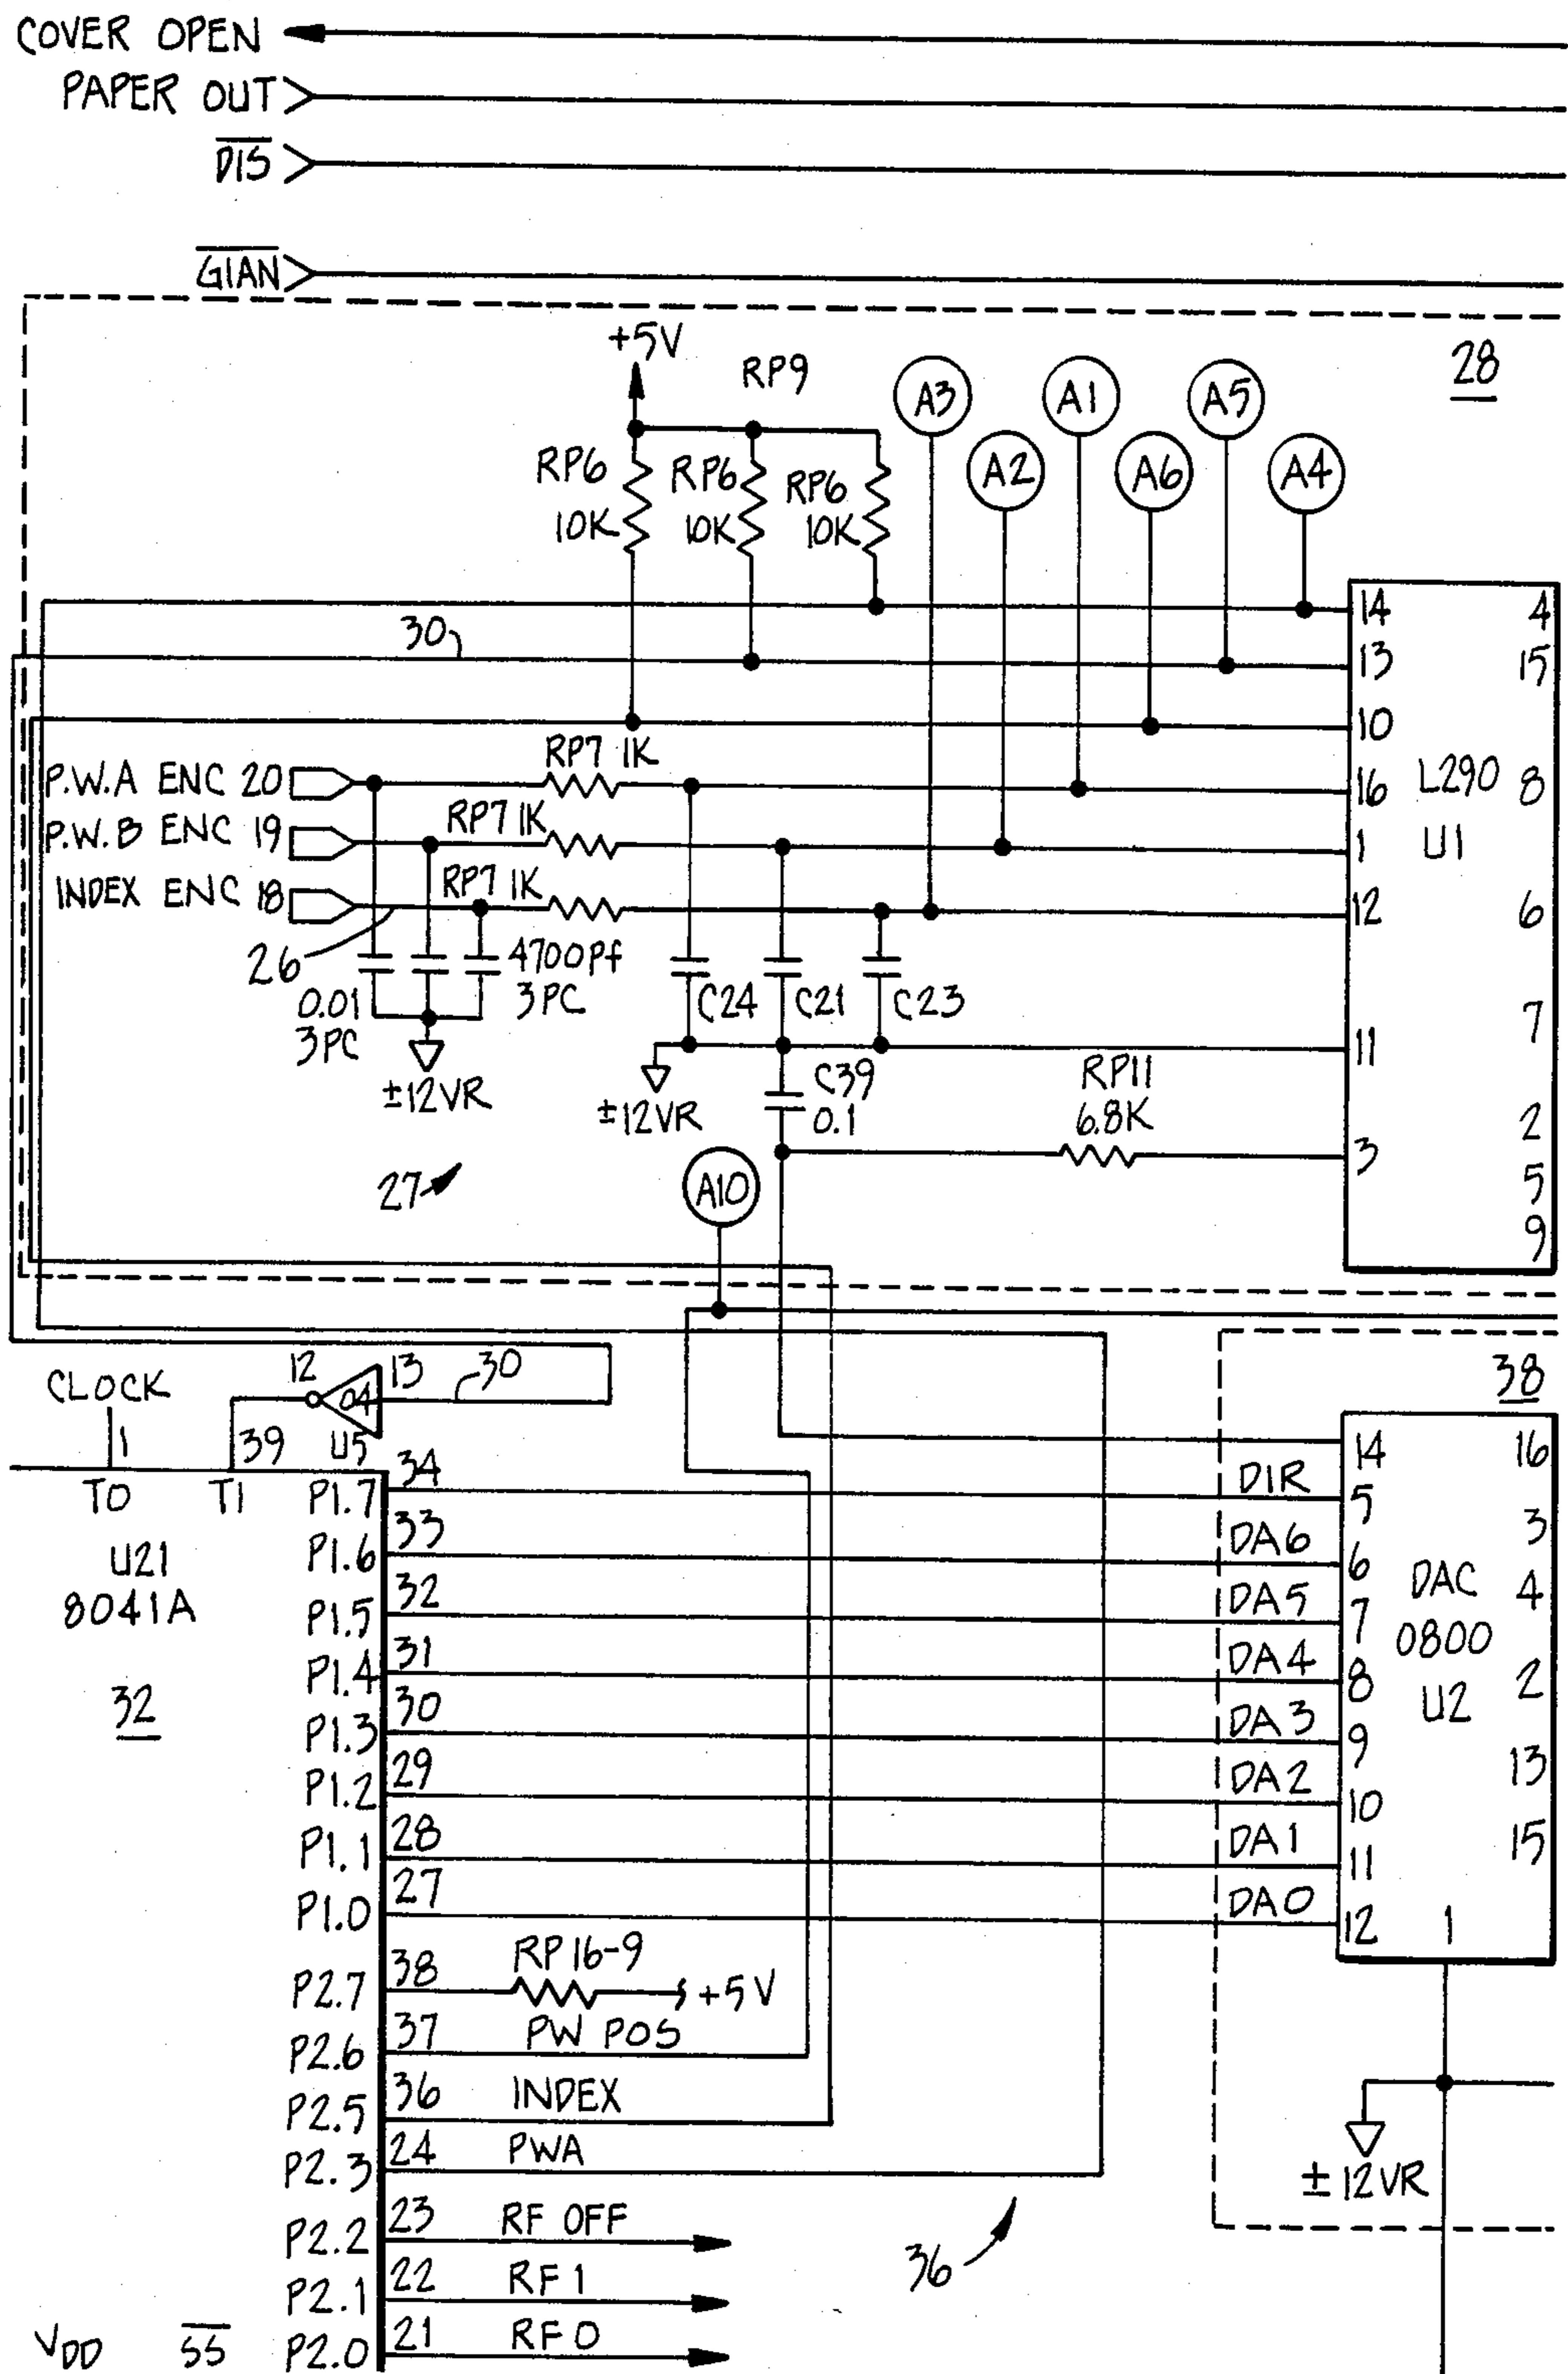 COVER OPEN
PAPER OUT
DIS
GIAN
28
+5V
RP9
A3
A1
A5
A2
A6
A4
RP6
10K
RP6
10K
RP6
10K
30
14
13
10
16
1
12
11
3
L290
U1
4
15
8
6
7
2
5
9
P.W.A ENC 20
RP7 1K
P.W.B ENC 19
RP7 1K
INDEX ENC 18
RP7 1K
26
0.01
3PC
4700Pf
3PC
±12VR
C24
C21
C23
±12VR
C39
0.1
RP11
6.8K
27
A10
CLOCK
1
12
04
13
30
39
U5
38
T0
T1
U21
8041A
32
P1.7 34
DIR
P1.6 33
DA6
P1.5 32
DA5
P1.4 31
DA4
P1.3 30
DA3
P1.2 29
DA2
P1.1 28
DA1
P1.0 27
DA0
14
5
6
7
8
9
10
11
12
DAC
0800
U2
16
3
4
2
13
15
1
P2.7 38 RP16-9 +5V
P2.6 37 PW POS
P2.5 36 INDEX
P2.3 24 PWA
P2.2 23 RF OFF
P2.1 22 RF1
P2.0 21 RF0
±12VR
36
VDD
SS